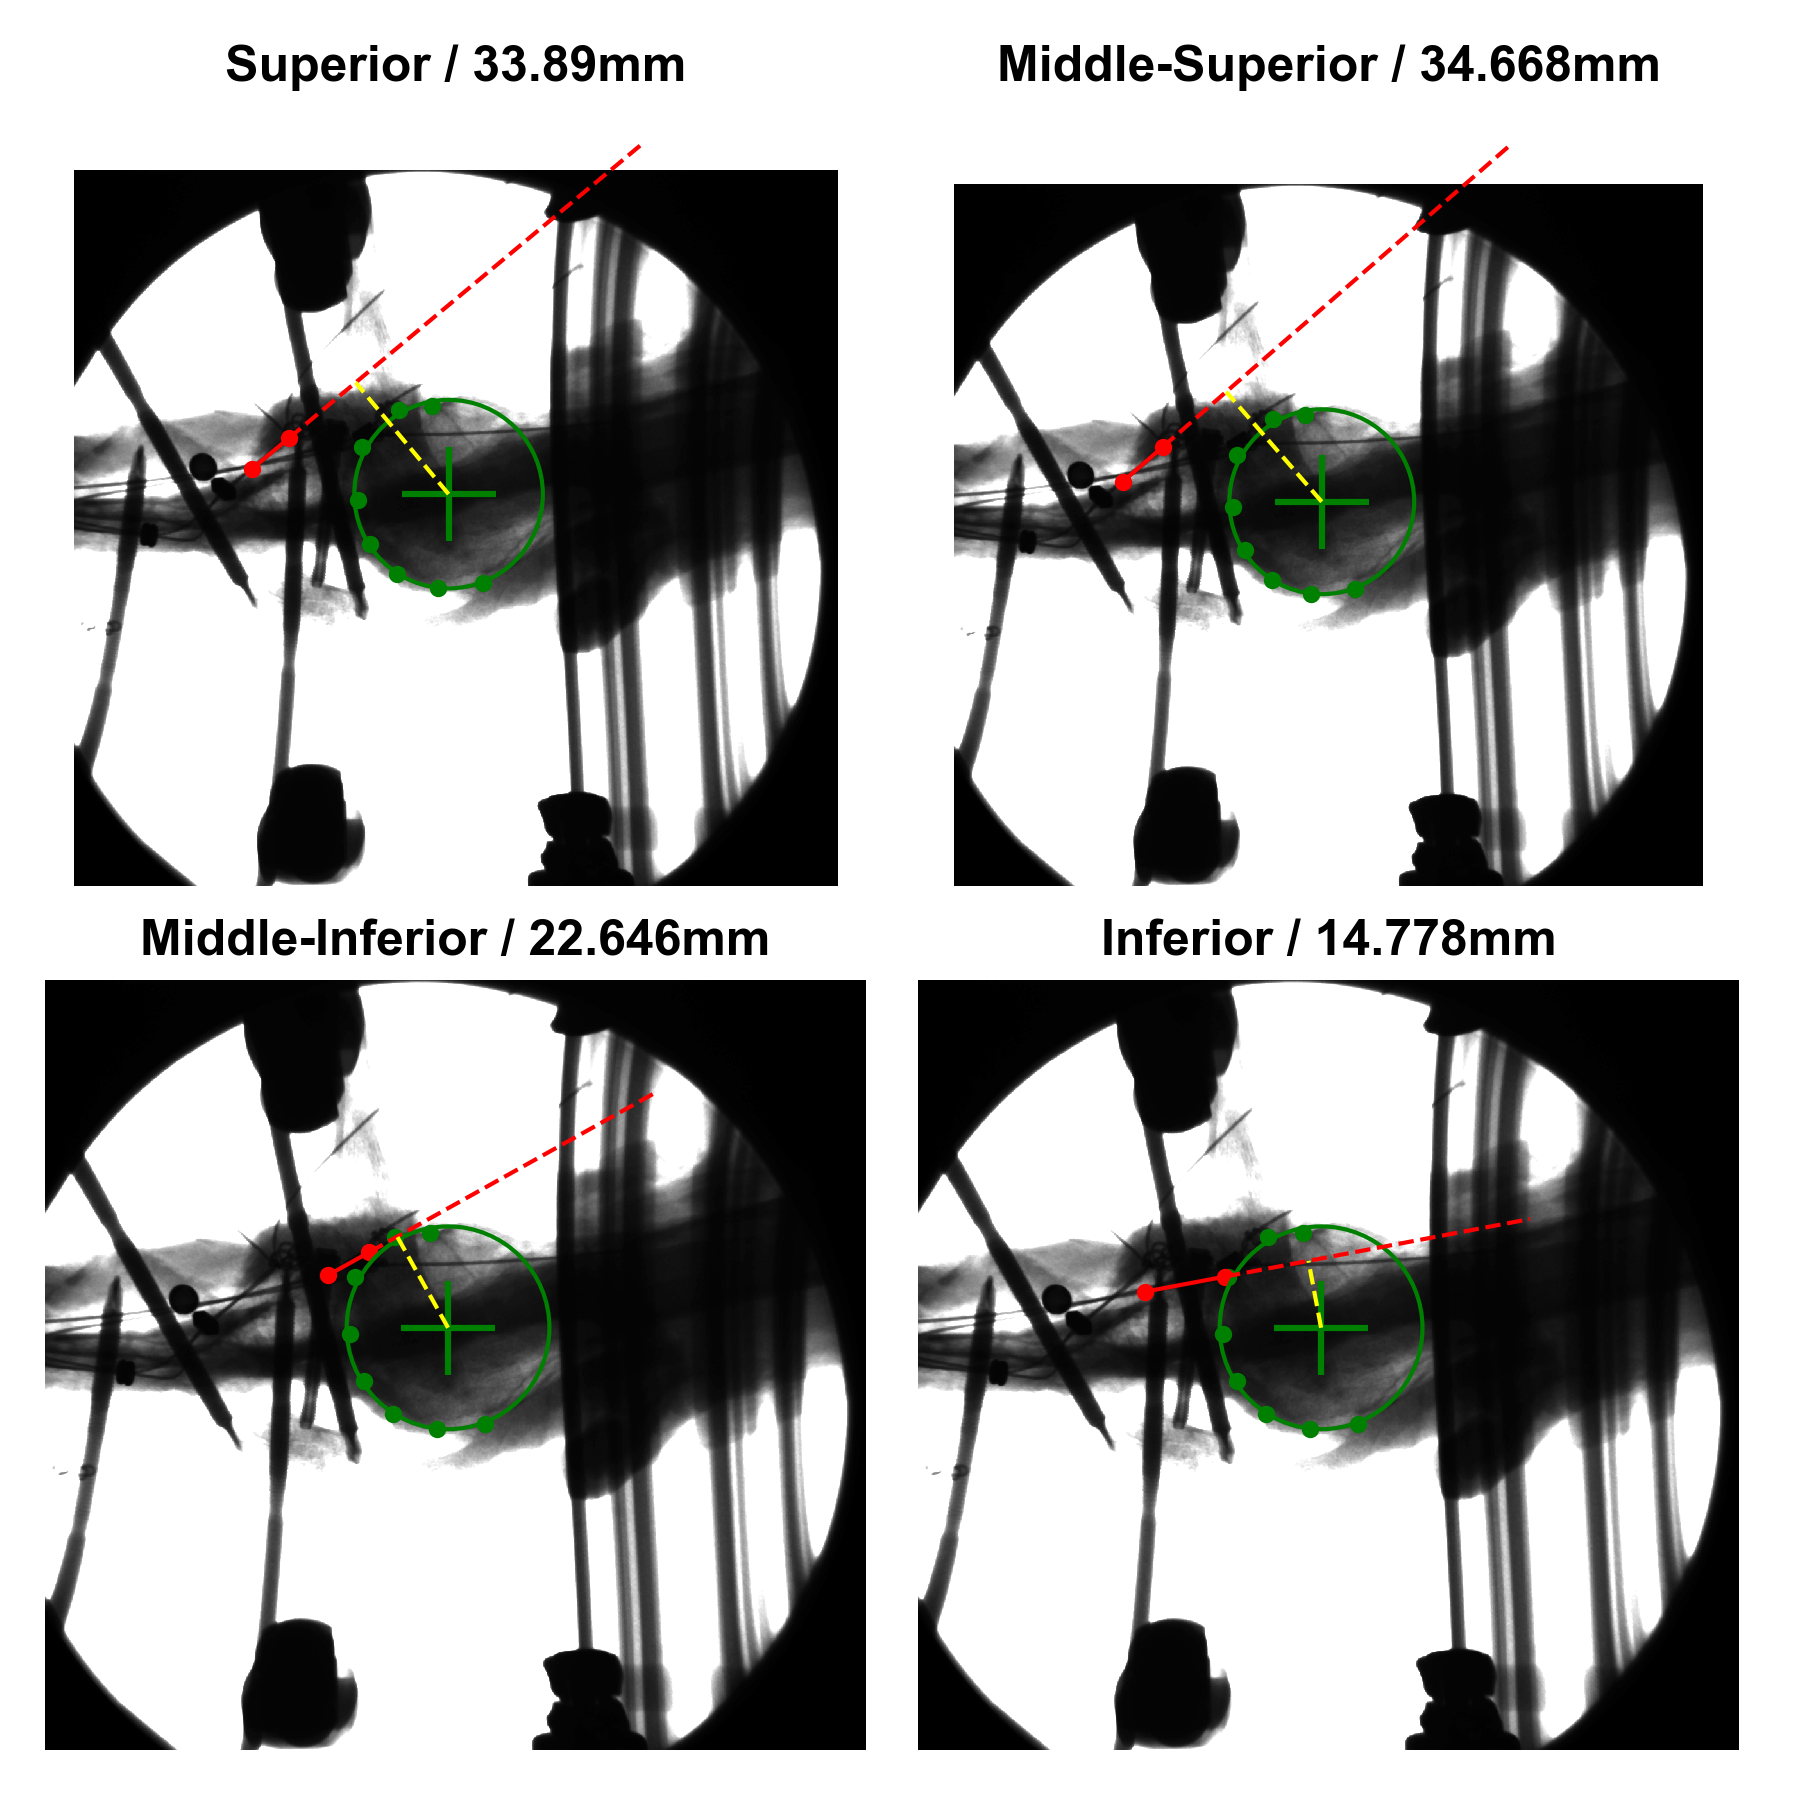 Superior / 33.89mm
Middle-Superior / 34.668mm
Middle-Inferior / 22.646mm
Inferior / 14.778mm